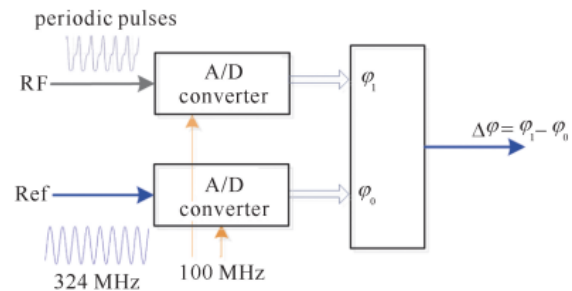 periodic pulses
RF
A/D
converter
φ₁
Δφ = φ₁ − φ₀
Ref
A/D
converter
φ₀
324 MHz
100 MHz